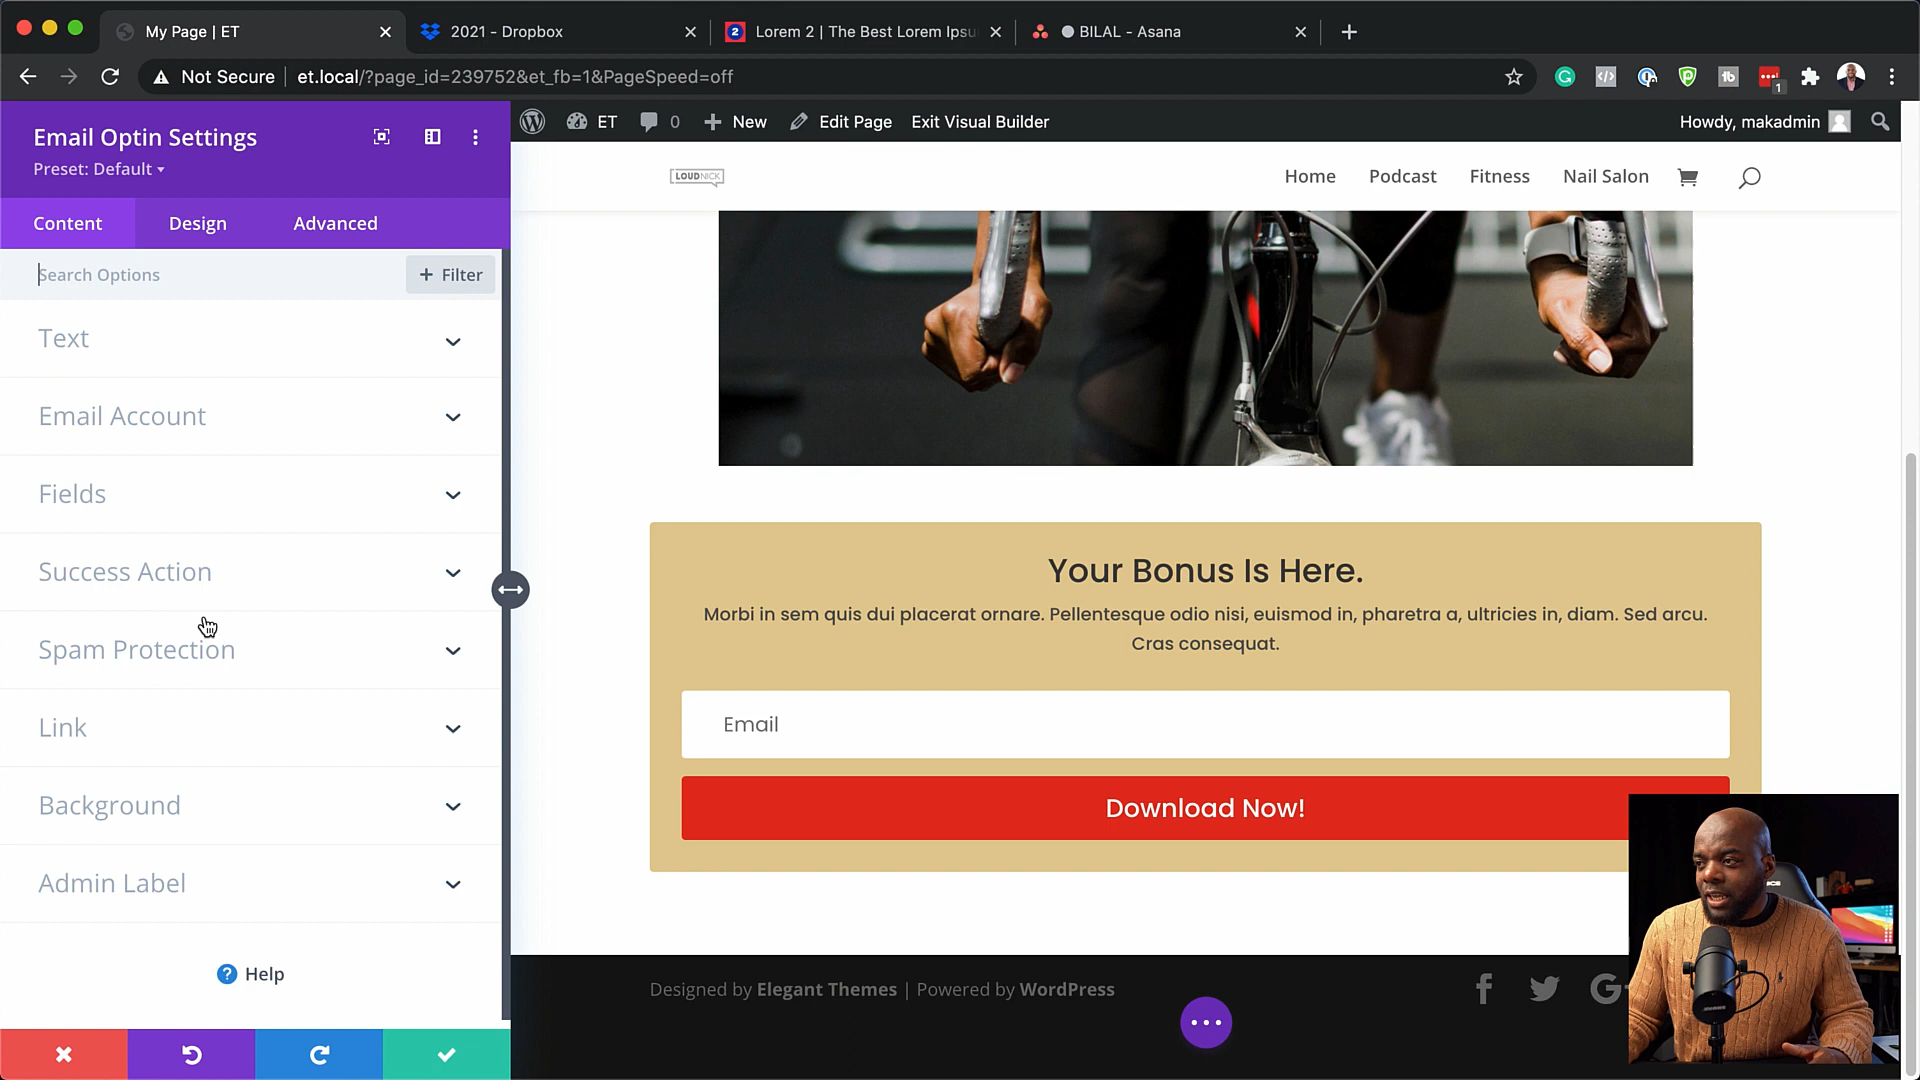 My Page | ET
2021 - Dropbox
2
Lorem 2 | The Best Lorem Ipsu
BILAL - Asana
Not Secure
et.local/?page_id=239752&et_fb=1&PageSpeed=off
1
Email Optin Settings
Preset: Default
Content
Design
Advanced
Search Options
+ Filter
Text
Email Account
Fields
Success Action
Spam Protection
Link
Background
Admin Label
? Help
ET
0
New
Edit Page
Exit Visual Builder
Howdy, makadmin
LOUDNICK
Home
Podcast
Fitness
Nail Salon
Your Bonus Is Here.
Morbi in sem quis dui placerat ornare. Pellentesque odio nisi, euismod in, pharetra a, ultricies in, diam. Sed arcu.
Cras consequat.
Email
Download Now!
Designed by Elegant Themes | Powered by WordPress